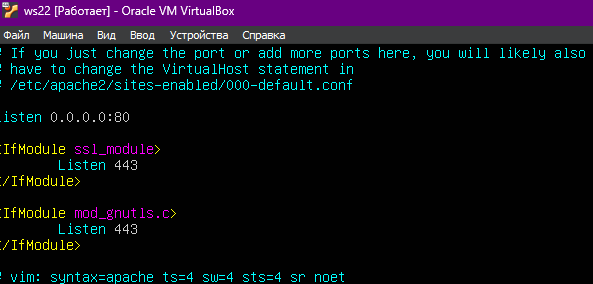 ws22 [Работает] - Oracle VM VirtualBox
Файл Машина Вид Ввод Устройства Справка
# If you just change the port or add more ports here, you will likely also
# have to change the VirtualHost statement in
# /etc/apache2/sites-enabled/000-default.conf
Listen 0.0.0.0:80
<IfModule ssl_module>
Listen 443
</IfModule>
<IfModule mod_gnutls.c>
Listen 443
</IfModule>
# vim: syntax=apache ts=4 sw=4 sts=4 sr noet